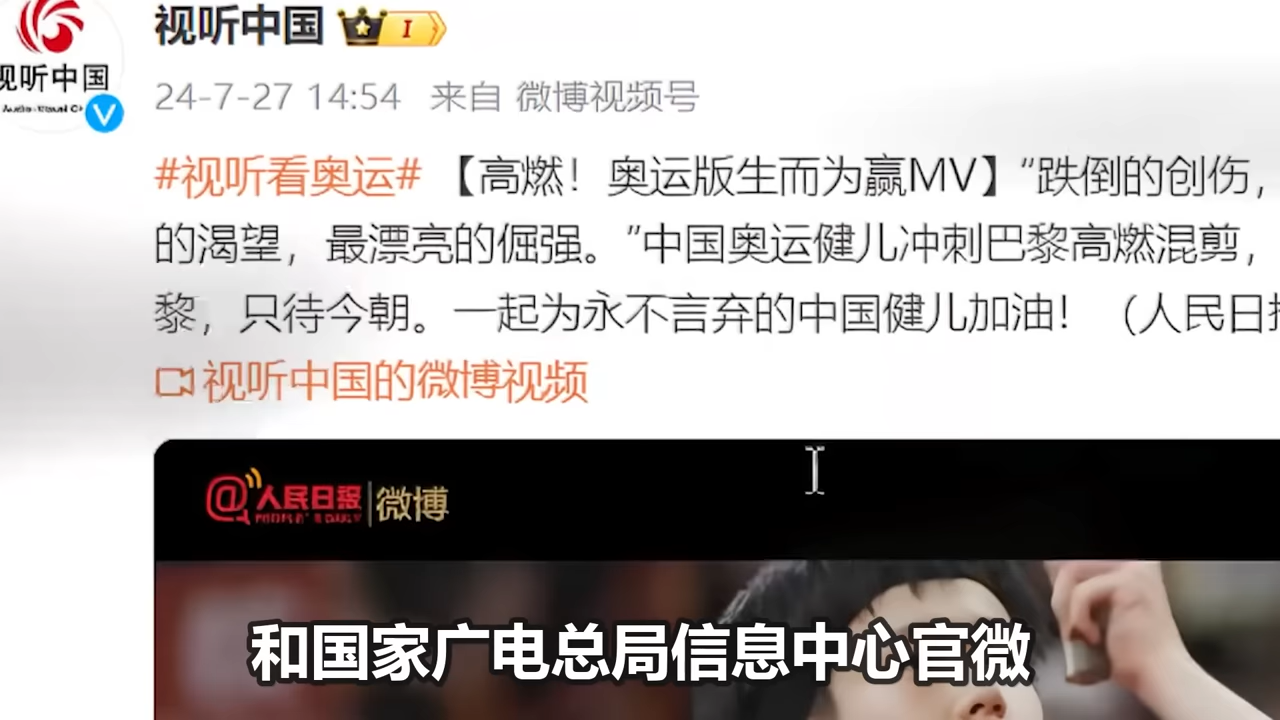 视听中国 I
视听中国
24-7-27 14:54 来自 微博视频号
#视听看奥运# 【高燃！奥运版生而为赢MV】“跌倒的创伤，
的渴望，最漂亮的倔强。”中国奥运健儿冲刺巴黎高燃混剪，
黎，只待今朝。一起为永不言弃的中国健儿加油！（人民日报
视听中国的微博视频
@人民日报 微博
和国家广电总局信息中心官微